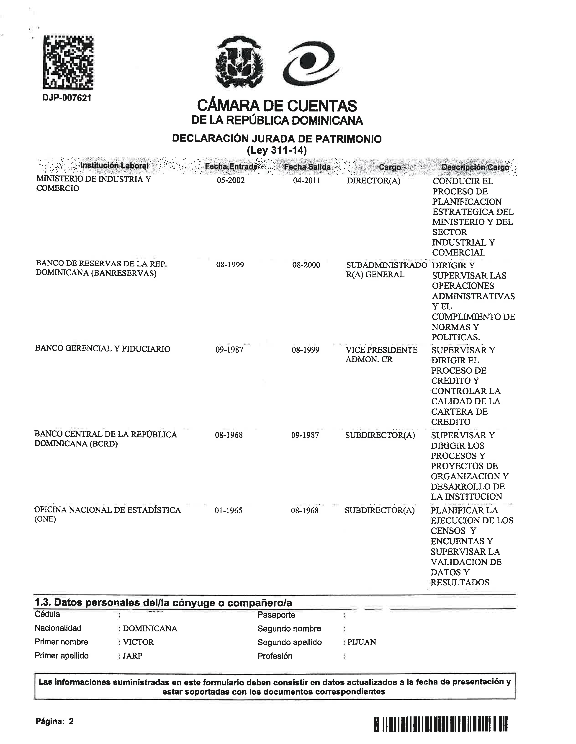 DJP-007621
CÁMARA DE CUENTAS
DE LA REPÚBLICA DOMINICANA
DECLARACIÓN JURADA DE PATRIMONIO
(Ley 311-14)
Institución Laboral Fecha Entrada Fecha Salida Cargo Descripción Cargo
MINISTERIO DE INDUSTRIA Y 05-2002 04-2011 DIRECTOR(A) CONDUCIR EL
COMERCIO PROCESO DE
PLANIFICACION
ESTRATEGICA DEL
MINISTERIO Y DEL
SECTOR
INDUSTRIAL Y
COMERCIAL
BANCO DE RESERVAS DE LA REP. 08-1999 08-2000 SUBADMINISTRADO DIRIGIR Y
DOMINICANA (BANRESERVAS) R(A) GENERAL SUPERVISAR LAS
OPERACIONES
ADMINISTRATIVAS
Y EL
CUMPLIMIENTO DE
NORMAS Y
POLITICAS.
BANCO GERENCIAL Y FIDUCIARIO 09-1987 08-1999 VICE PRESIDENTE SUPERVISAR Y
ADMON. CR DIRIGIR EL
PROCESO DE
CREDITO Y
CONTROLAR LA
CALIDAD DE LA
CARTERA DE
CREDITO
BANCO CENTRAL DE LA REPÚBLICA 08-1968 09-1987 SUBDIRECTOR(A) SUPERVISAR Y
DOMINICANA (BCRD) DIRIGIR LOS
PROCESOS Y
PROYECTOS DE
ORGANIZACION Y
DESARROLLO DE
LA INSTITUCION
OFICINA NACIONAL DE ESTADÍSTICA 01-1965 08-1968 SUBDIRECTOR(A) PLANIFICAR LA
(ONE) EJECUCION DE LOS
CENSOS Y
ENCUENTAS Y
SUPERVISAR LA
VALIDACION DE
DATOS Y
RESULTADOS
1.3. Datos personales del/la cónyuge o compañero/a
Cédula : Pasaporte :
Nacionalidad : DOMINICANA Segundo nombre :
Primer nombre : VICTOR Segundo apellido : PIJUAN
Primer apellido : JARP Profesión :
Las informaciones suministradas en este formulario deben consistir en datos actualizados a la fecha de presentación y
estar soportadas con los documentos correspondientes
Página: 2